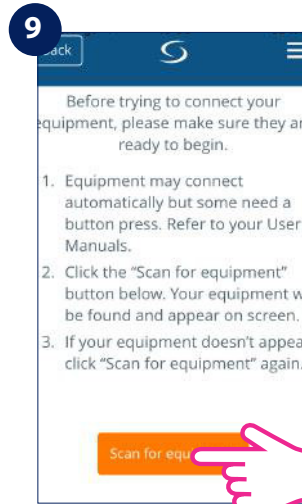 9
ack
Before trying to connect your
equipment, please make sure they ar
ready to begin.
1. Equipment may connect
automatically but some need a
button press. Refer to your User
Manuals.
2. Click the “Scan for equipment”
button below. Your equipment w
be found and appear on screen.
3. If your equipment doesn’t appea
click “Scan for equipment” again.
Scan for equ